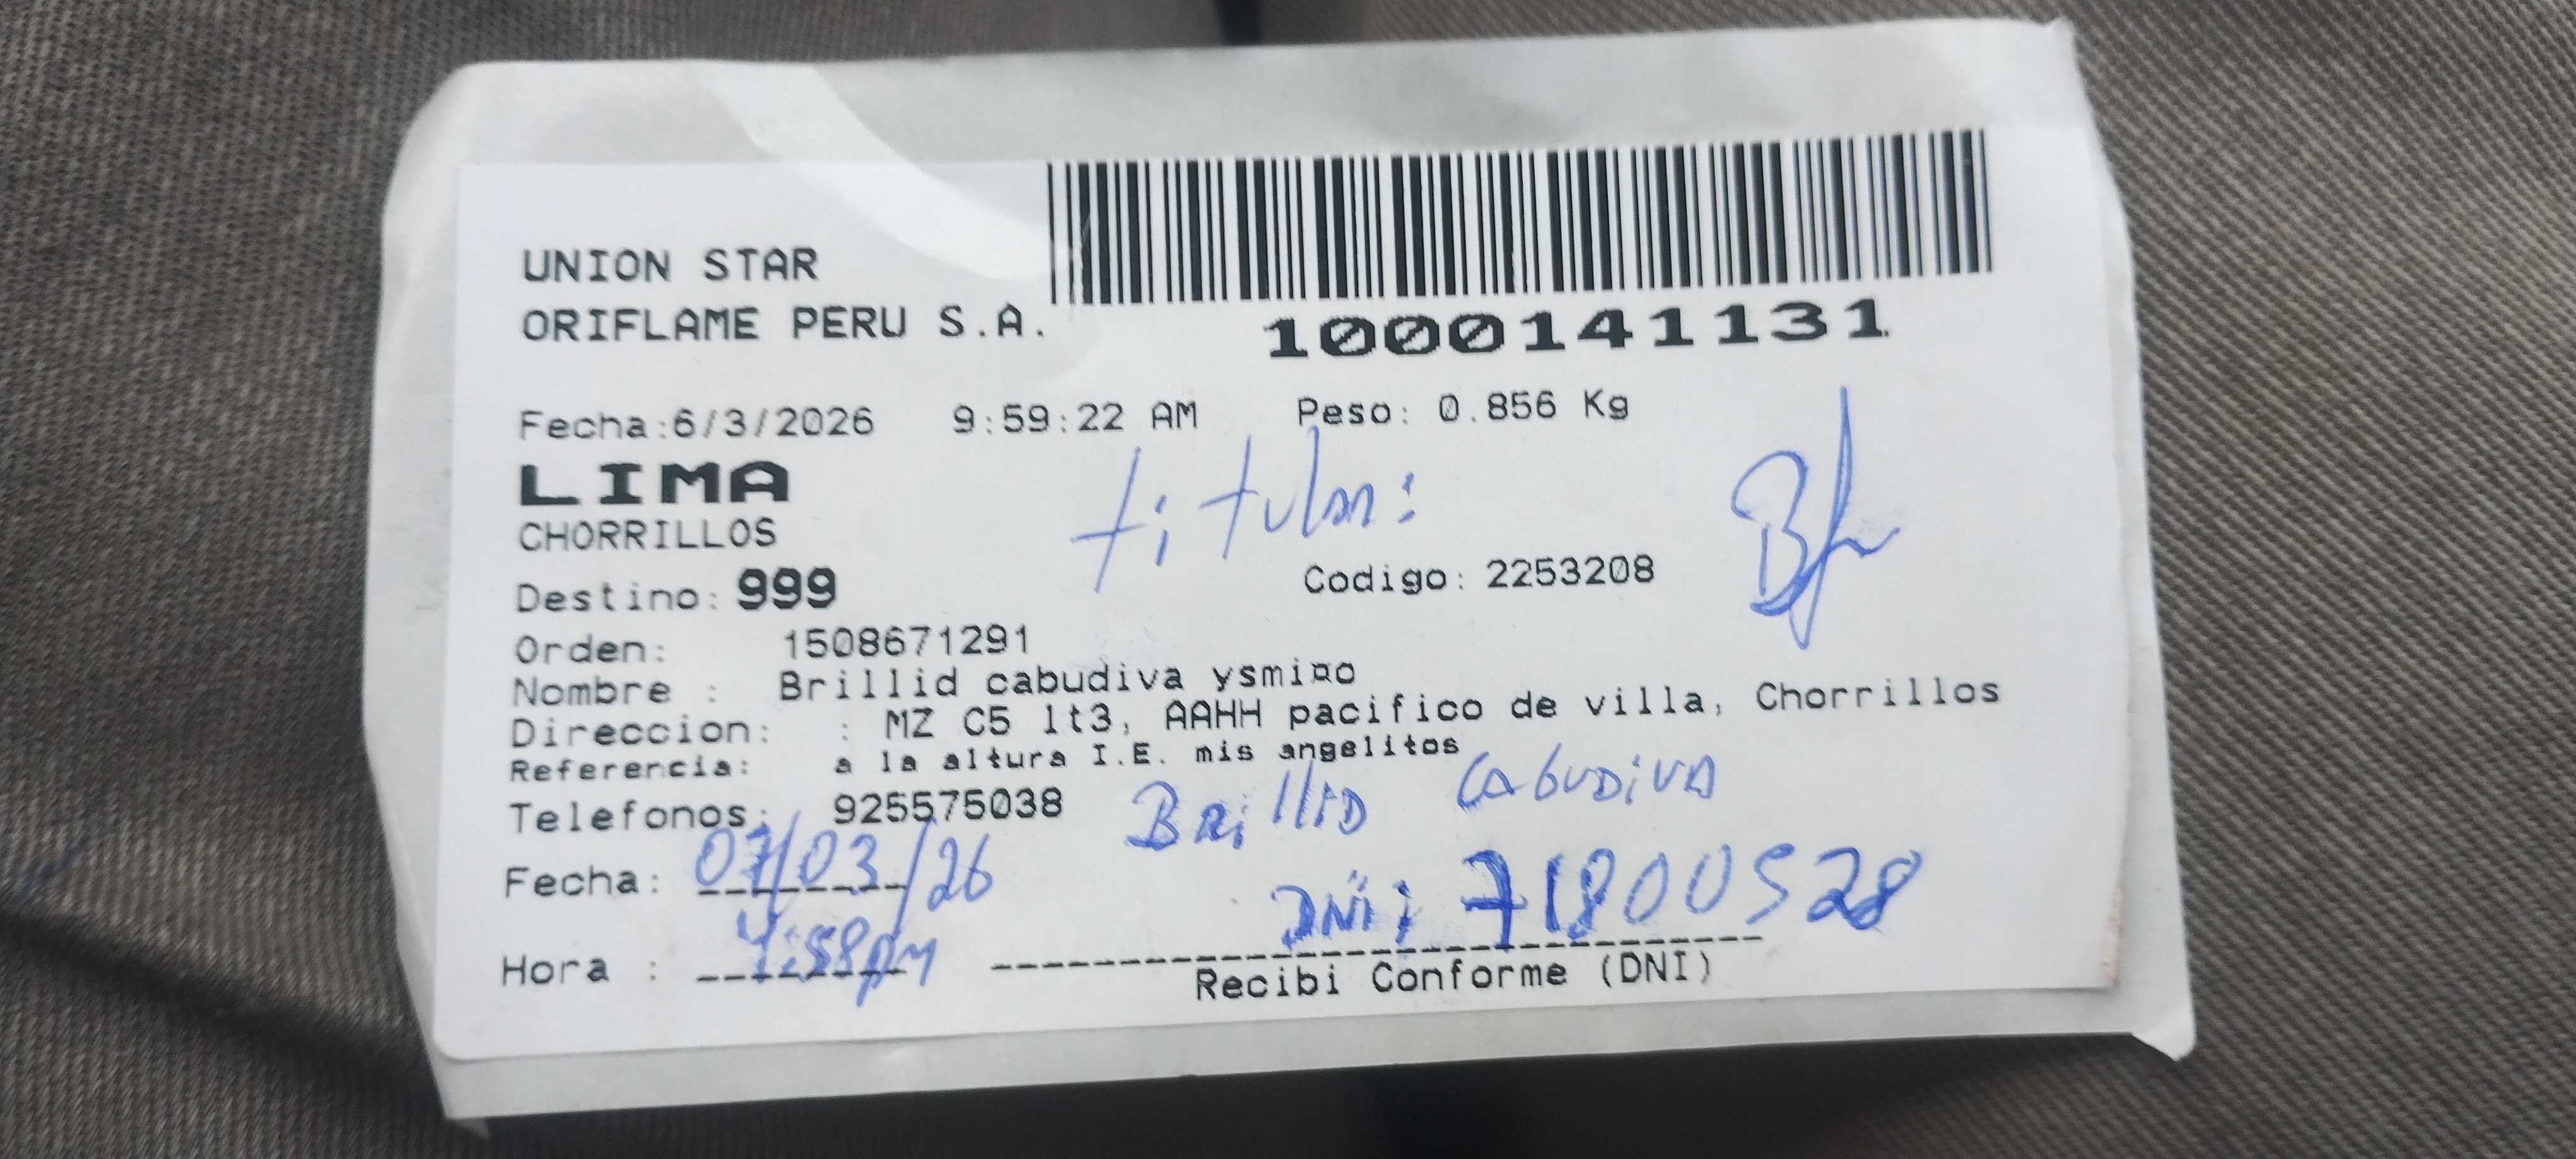 UNION STAR
ORIFLAME PERU S.A.
1000141131
Fecha:6/3/2026 9:59:22 AM Peso: 0.856 Kg
LIMA
titular:
CHORRILLOS
Destino: 999 Codigo: 2253208
Orden: 1508671291
Nombre : Brillid cabudiva ysmiño
Direccion: : MZ C5 lt3, AAHH pacifico de villa, Chorrillos
Referencia: a la altura I.E. mis angelitos
Telefonos: 925575038 BRillID CabuDiVA
Fecha: 07/03/26 DNI: 71800528
Hora : 4:58pm
Recibi Conforme (DNI)